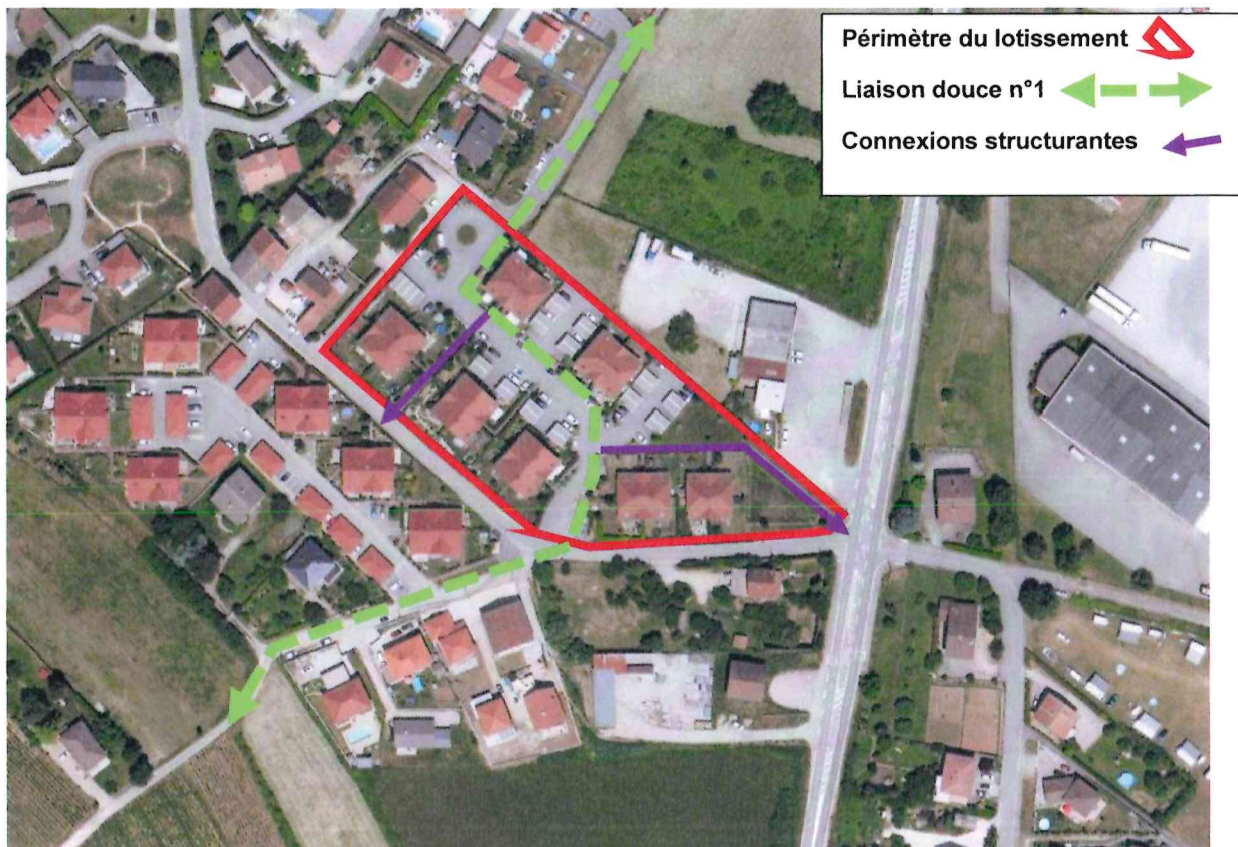 Périmètre du lotissement
Liaison douce n°1
Connexions structurantes